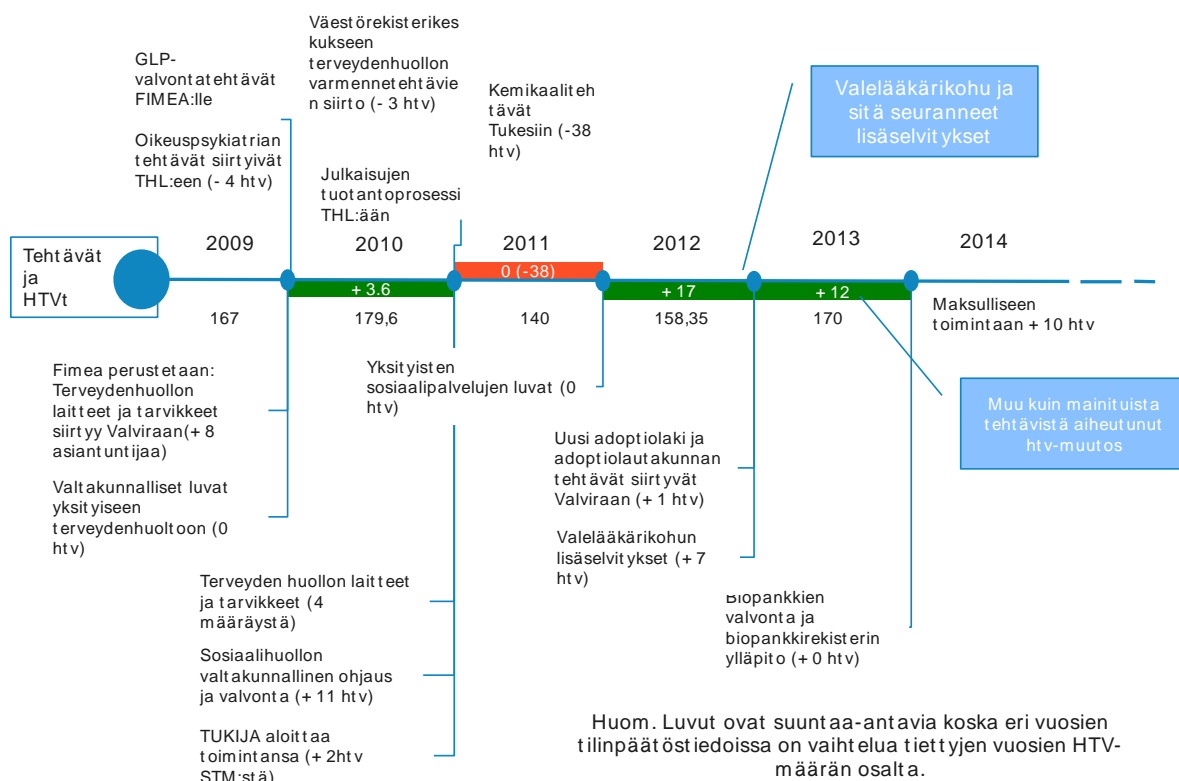 GLP-
valvontatehtävät
FIMEA:lle
Oikeuspsykiatrian
tehtävät siirtyivät
THL:een (- 4 htv)
Väestörekisterikes
kukseen
terveydenhuollon
varmennetehtävie
n siirto (- 3 htv)
Julkaisujen
tuotantoprosessi
THL:ään
Kemikaaliteh
tävät
Tukesiin (-38
htv)
Valelääkärikohu ja
sitä seuranneet
lisäselvitykset
Tehtävät
ja
HTVt
2009
2010
2011
2012
2013
2014
+ 3.6
0 (-38)
+ 17
+ 12
167
179,6
140
158,35
170
Maksulliseen
toimintaan + 10 htv
Fimea perustetaan:
Terveydenhuollon
laitteet ja tarvikkeet
siirtyy Valviraan(+ 8
asiantuntijaa)
Valtakunnalliset luvat
yksityiseen
terveydenhuoltoon (0
htv)
Yksityisten
sosiaalipalvelujen luvat (0
htv)
Muu kuin mainituista
tehtävistä aiheutunut
htv-muutos
Uusi adoptiolaki ja
adoptiolautakunnan
tehtävät siirtyvät
Valviraan (+ 1 htv)
Valelääkärikohun
lisäselvitykset (+ 7
htv)
Terveyden huollon laitteet
ja tarvikkeet (4
määräystä)
Sosiaalihuollon
valtakunnallinen ohjaus
ja valvonta (+ 11 htv)
TUKIJA aloittaa
toimintansa (+ 2htv
STM:stä)
Biopankkien
valvonta ja
biopankkirekisterin
ylläpito (+ 0 htv)
Huom. Luvut ovat suuntaa-antavia koska eri vuosien
tilinpäätöstiedoissa on vaihtelua tiettyjen vuosien HTV-
määrän osalta.